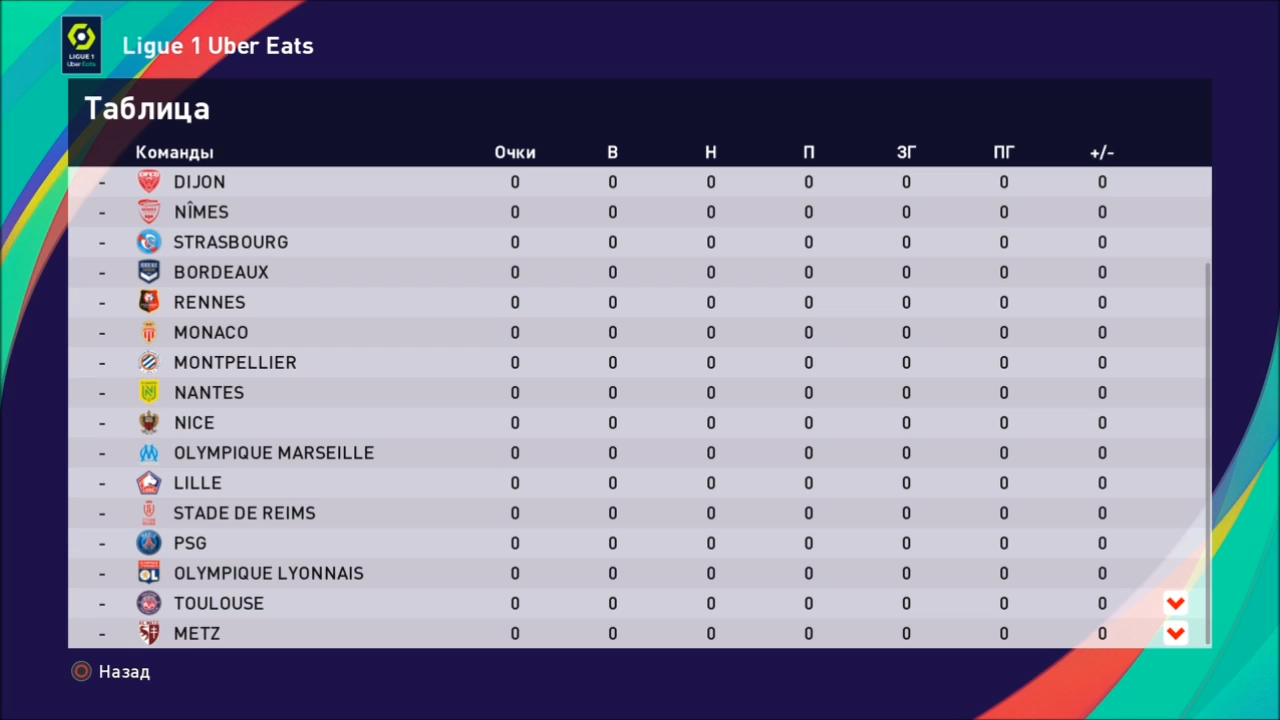 LIGUE 1
Uber Eats
Ligue 1 Uber Eats
Таблица
Команды Очки В Н П ЗГ ПГ +/-
- DIJON 0 0 0 0 0 0 0
- NÎMES 0 0 0 0 0 0 0
- STRASBOURG 0 0 0 0 0 0 0
- BORDEAUX 0 0 0 0 0 0 0
- RENNES 0 0 0 0 0 0 0
- MONACO 0 0 0 0 0 0 0
- MONTPELLIER 0 0 0 0 0 0 0
- NANTES 0 0 0 0 0 0 0
- NICE 0 0 0 0 0 0 0
- OLYMPIQUE MARSEILLE 0 0 0 0 0 0 0
- LILLE 0 0 0 0 0 0 0
- STADE DE REIMS 0 0 0 0 0 0 0
- PSG 0 0 0 0 0 0 0
- OLYMPIQUE LYONNAIS 0 0 0 0 0 0 0
- TOULOUSE 0 0 0 0 0 0 0
- METZ 0 0 0 0 0 0 0
Назад